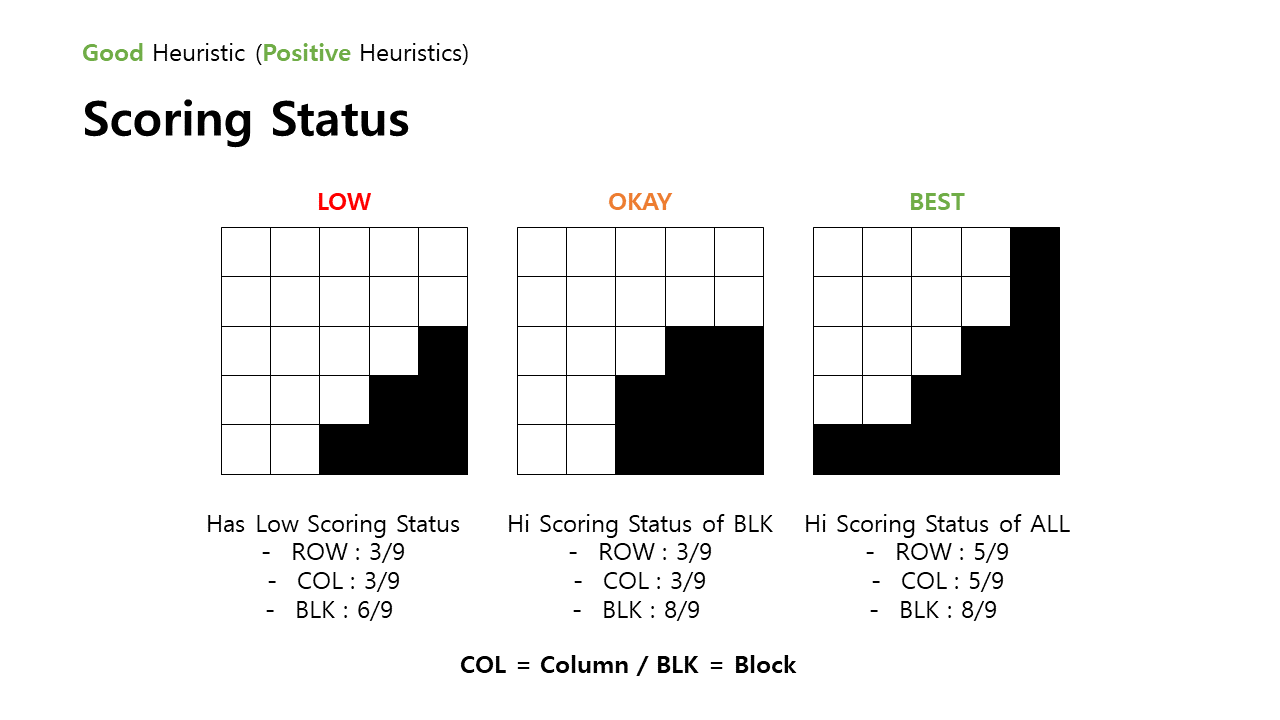 Good Heuristic (Positive Heuristics)
Scoring Status
LOW
OKAY
BEST
Has Low Scoring Status
- ROW : 3/9
- COL : 3/9
- BLK : 6/9
Hi Scoring Status of BLK
- ROW : 3/9
- COL : 3/9
- BLK : 8/9
Hi Scoring Status of ALL
- ROW : 5/9
- COL : 5/9
- BLK : 8/9
COL = Column / BLK = Block